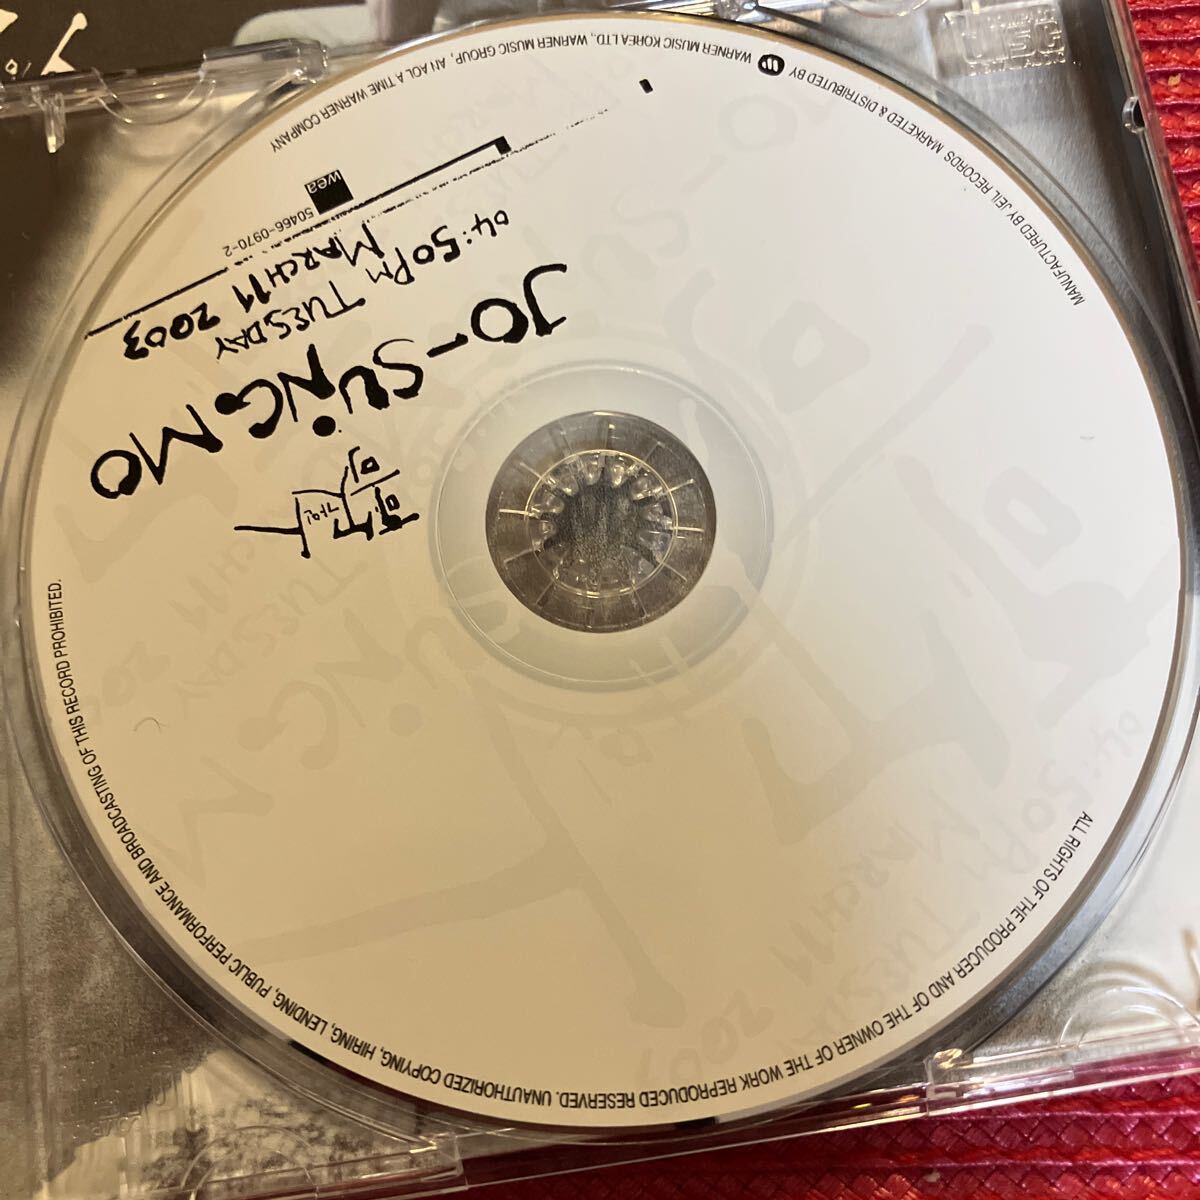 JO-SUNG.MO
04:50PM TUESDAY
MARCH 11 2003
wea
50466-0970-2
MANUFACTURED BY JEIL RECORDS MARKETED & DISTRIBUTED BY WARNER MUSIC KOREA LTD., WARNER MUSIC GROUP, AN AOL A TIME WARNER COMPANY
ALL RIGHTS OF THE PRODUCER AND OF THE OWNER OF THE WORK REPRODUCED RESERVED. UNAUTHORIZED COPYING, HIRING, LENDING, PUBLIC PERFORMANCE AND BROADCASTING OF THIS RECORD PROHIBITED.